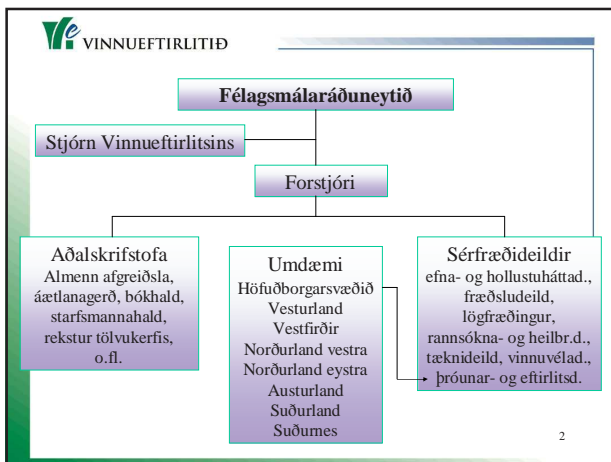 VINNUEFTIRLITIÐ
Félagsmálaráðuneytið
Stjórn Vinnueftirlitsins
Forstjóri
Aðalskrifstofa
Almenn afgreiðsla,
áætlanagerð, bókhald,
starfsmannahald,
rekstur tölvukerfis,
o.fl.
Umdæmi
Höfuðborgarsvæðið
Vesturland
Vestfirðir
Norðurland vestra
Norðurland eystra
Austurland
Suðurland
Suðurnes
Sérfræðideildir
efna- og hollustuháttad.,
fræðsludeild,
lögfræðingur,
rannsókna- og heilbr.d.,
tæknideild, vinnuvélad.
þróunar- og eftirlitsd.
2